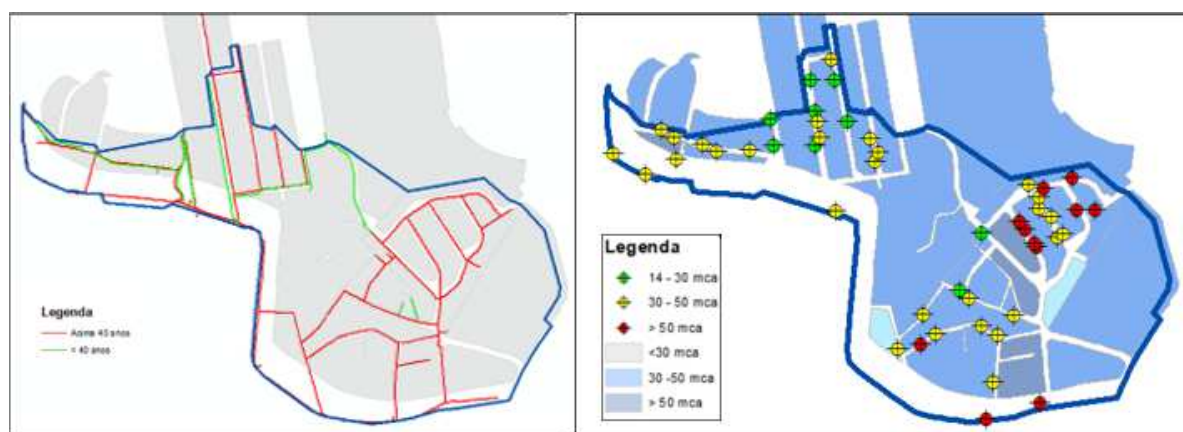 Legenda
Acima 40 anos
< 40 anos
Legenda
14 - 30 mca
30 - 50 mca
> 50 mca
<30 mca
30 -50 mca
> 50 mca